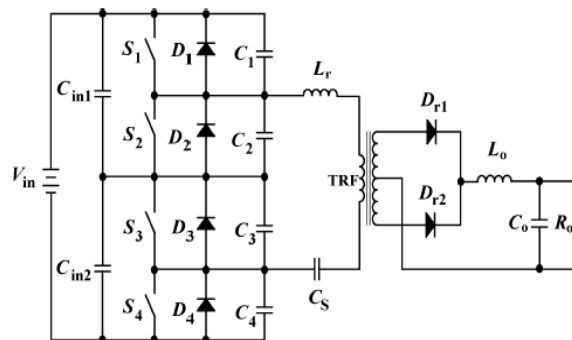 S1 D1 C1
Lr
Cin1
Dr1
S2 D2 C2
Lo
Vin
TRF
Dr2
S3 D3 C3
Co Ro
Cin2
CS
S4 D4 C4